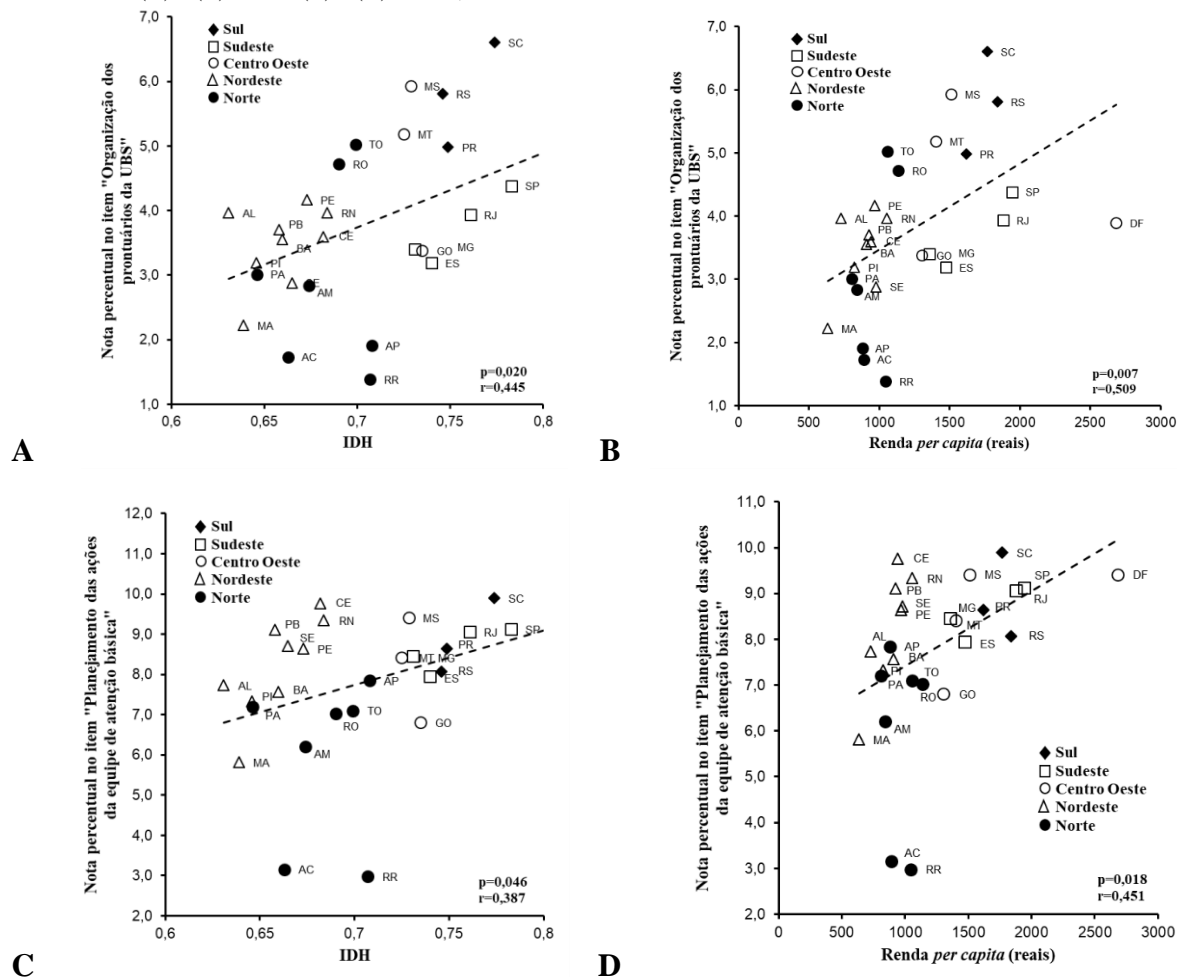 7,0
6,0
5,0
4,0
3,0
2,0
1,0
Nota percentual no item "Organização dos
prontuários da UBS"
Sul
Sudeste
Centro Oeste
Nordeste
Norte
SC
MS
RS
MT
TO
PR
RO
SP
PE
AL
RN
RJ
PB
CE
BA
MG
GO
PI
ES
PA
AM
MA
AP
AC
RR
p=0,020
r=0,445
0,6
0,65
0,7
0,75
0,8
IDH
A
7,0
6,0
5,0
4,0
3,0
2,0
1,0
Nota percentual no item "Organização dos
prontuários da UBS"
Sul
Sudeste
Centro Oeste
Nordeste
Norte
SC
MS
RS
MT
TO
PR
RO
SP
PE
AL
RN
RJ
DF
PB
CE
BA
MG
GO
PI
ES
PA
SE
AM
MA
AP
AC
RR
p=0,007
r=0,509
0
500
1000
1500
2000
2500
3000
Renda per capita (reais)
B
12,0
11,0
10,0
9,0
8,0
7,0
6,0
5,0
4,0
3,0
2,0
Nota percentual no item "Planejamento das ações
da equipe de atenção básica"
Sul
Sudeste
Centro Oeste
Nordeste
Norte
SC
CE
MS
RN
PB
RJ
SP
SE
PE
PR
MT
MG
RS
ES
AP
AL
BA
PI
PA
TO
RO
GO
AM
MA
AC
RR
p=0,046
r=0,387
0,6
0,65
0,7
0,75
0,8
IDH
C
11,0
10,0
9,0
8,0
7,0
6,0
5,0
4,0
3,0
2,0
Nota percentual no item "Planejamento das ações
da equipe de atenção básica"
CE
SC
MS
SP
DF
RN
PB
RJ
SE
PE
MG
PR
MT
RS
AL
AP
ES
BA
PI
TO
PA
RO
GO
AM
MA
AC
RR
Sul
Sudeste
Centro Oeste
Nordeste
Norte
p=0,018
r=0,451
0
500
1000
1500
2000
2500
3000
Renda per capita (reais)
D